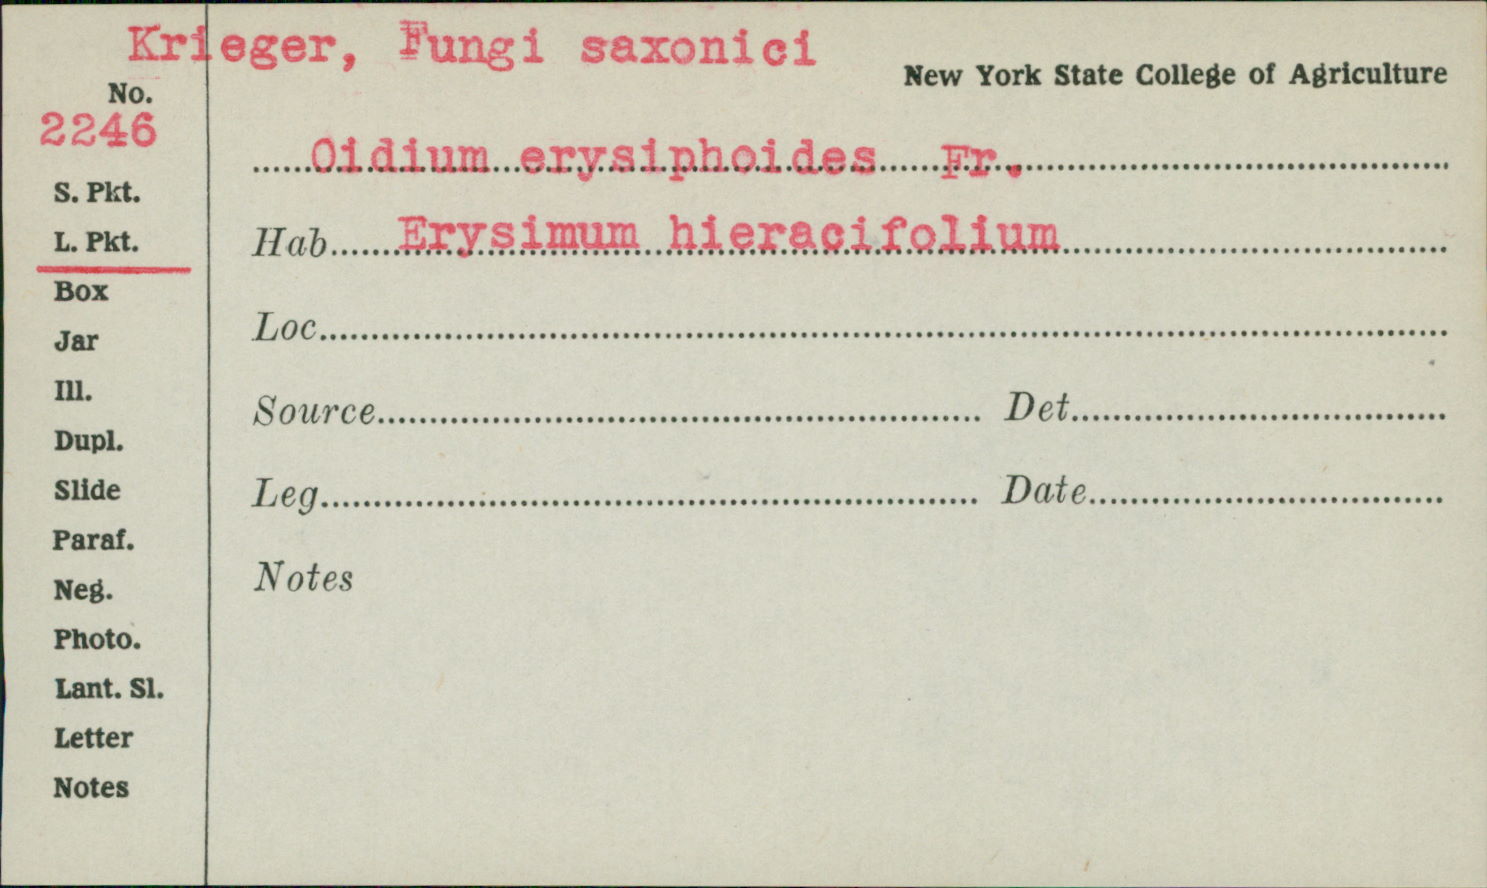 Krieger, Fungi saxonici
New York State College of Agriculture
No.
2246
Oidium erysiphoides Fr.
S. Pkt.
L. Pkt.
Hab. Erysimum hieracifolium
Box
Loc.
Jar
Ill.
Source Det.
Dupl.
Slide
Leg. Date
Paraf.
Neg.
Notes
Photo.
Lant. Sl.
Letter
Notes